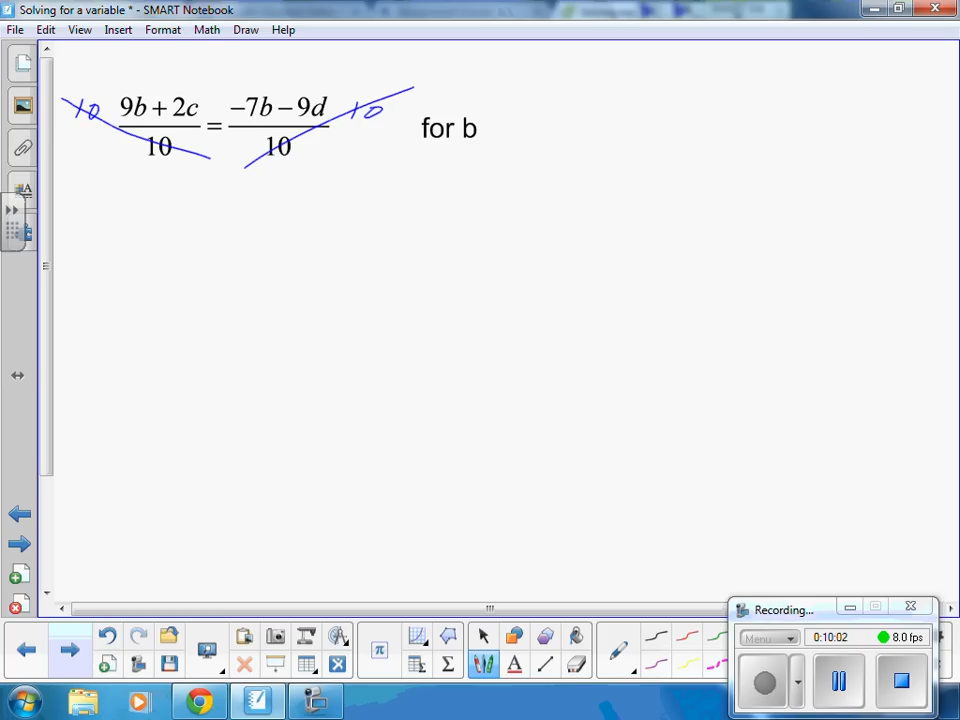 Solving for a variable * - SMART Notebook
File Edit View Insert Format Math Draw Help
10 (9b + 2c)/10 = (−7b − 9d)/10 10 for b
Recording...
Menu 0:10:02 8.0 fps